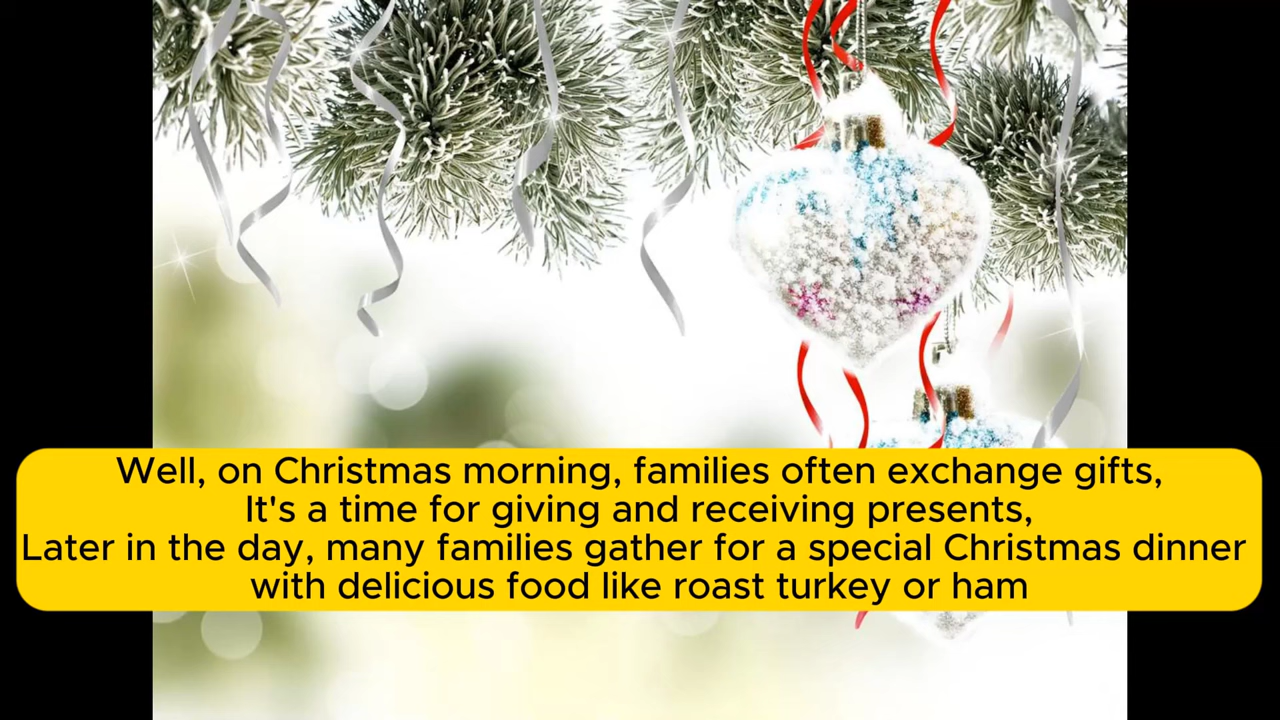 Well, on Christmas morning, families often exchange gifts,
It's a time for giving and receiving presents,
Later in the day, many families gather for a special Christmas dinner
with delicious food like roast turkey or ham